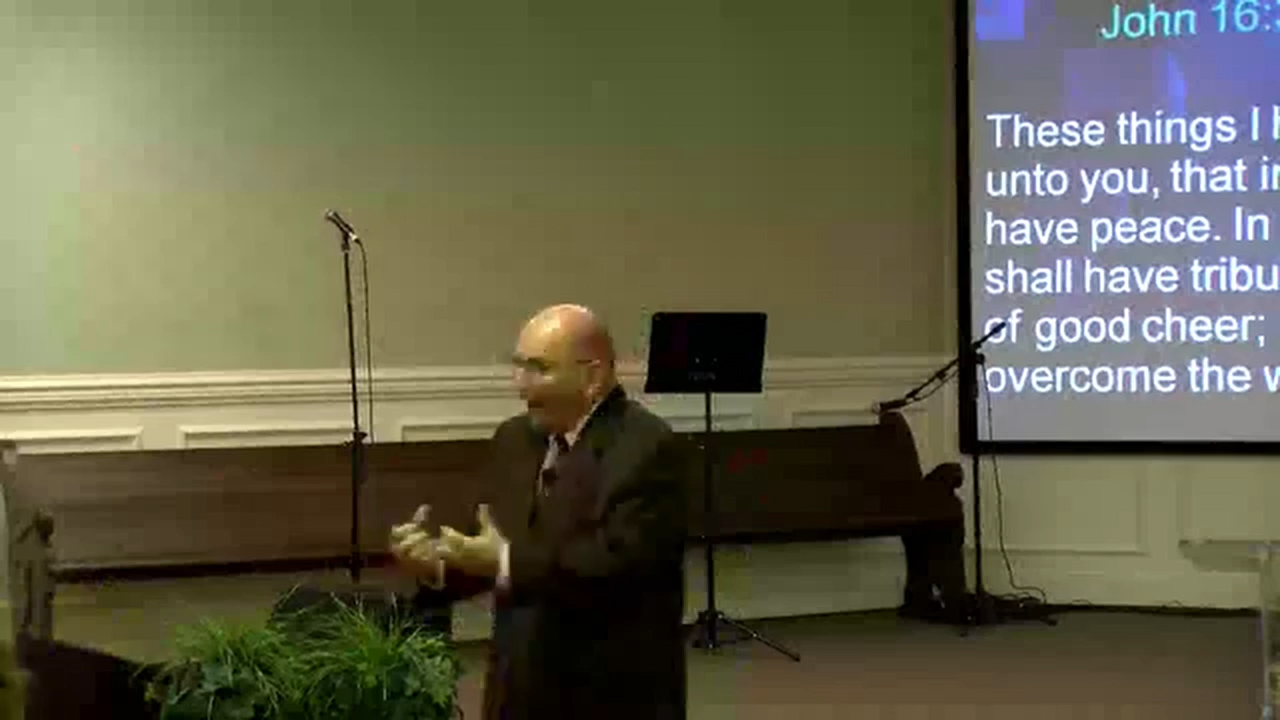 John 16:
These things I
unto you, that
have peace. In
shall have tribu
of good cheer;
overcome the